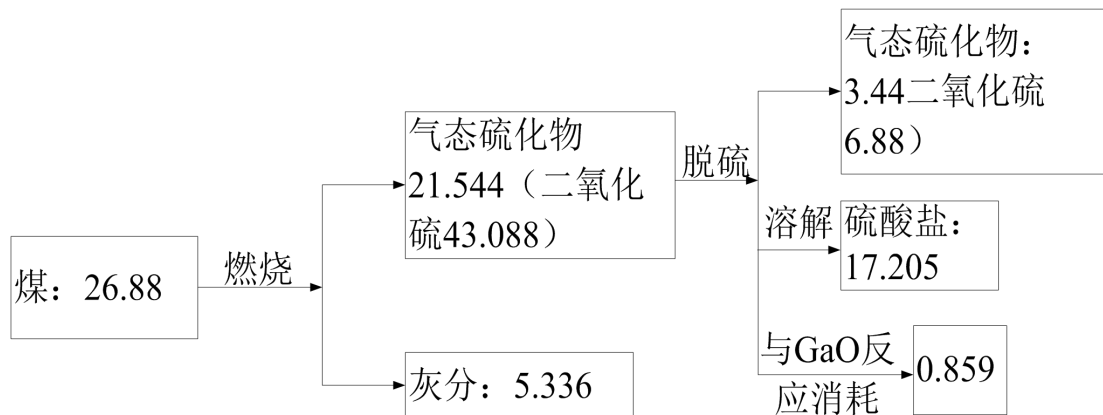 煤：26.88
燃烧
气态硫化物
21.544（二氧化
硫43.088）
灰分：5.336
脱硫
溶解
与GaO反
应消耗
气态硫化物：
3.44二氧化硫
6.88）
硫酸盐：
17.205
0.859